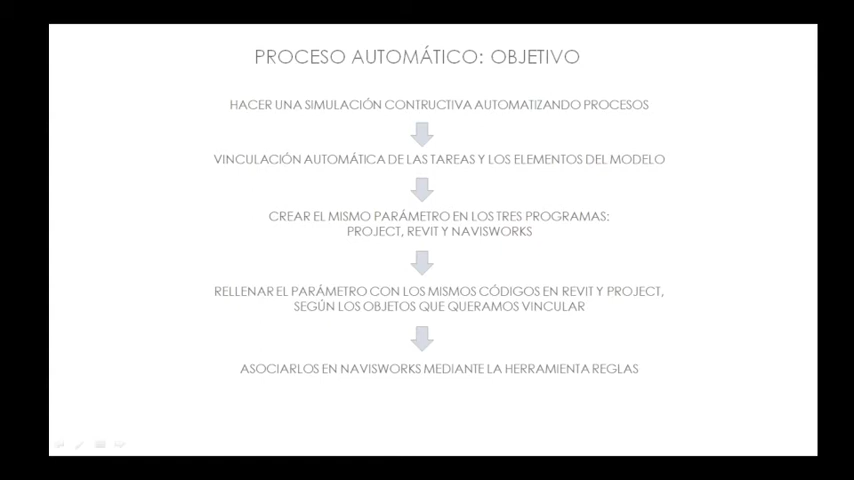 PROCESO AUTOMÁTICO: OBJETIVO
HACER UNA SIMULACIÓN CONTRUCTIVA AUTOMATIZANDO PROCESOS
VINCULACIÓN AUTOMÁTICA DE LAS TAREAS Y LOS ELEMENTOS DEL MODELO
CREAR EL MISMO PARÁMETRO EN LOS TRES PROGRAMAS:
PROJECT, REVIT Y NAVISWORKS
RELLENAR EL PARÁMETRO CON LOS MISMOS CÓDIGOS EN REVIT Y PROJECT,
SEGÚN LOS OBJETOS QUE QUERAMOS VINCULAR
ASOCIARLOS EN NAVISWORKS MEDIANTE LA HERRAMIENTA REGLAS